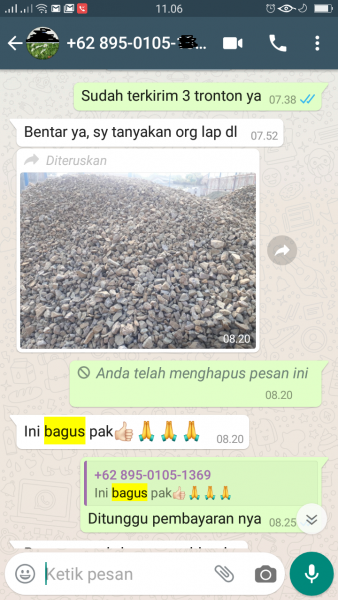 11.06
+62 895-0105-...
Sudah terkirim 3 tronton ya 07.38
Bentar ya, sy tanyakan org lap dl 07.52
Diteruskan
08.20
Anda telah menghapus pesan ini
08.20
Ini bagus pak👍🏻🙏🙏🙏 08.20
+62 895-0105-1369
Ini bagus pak👍🏻🙏🙏🙏
Ditunggu pembayaran nya 08.25
Ketik pesan